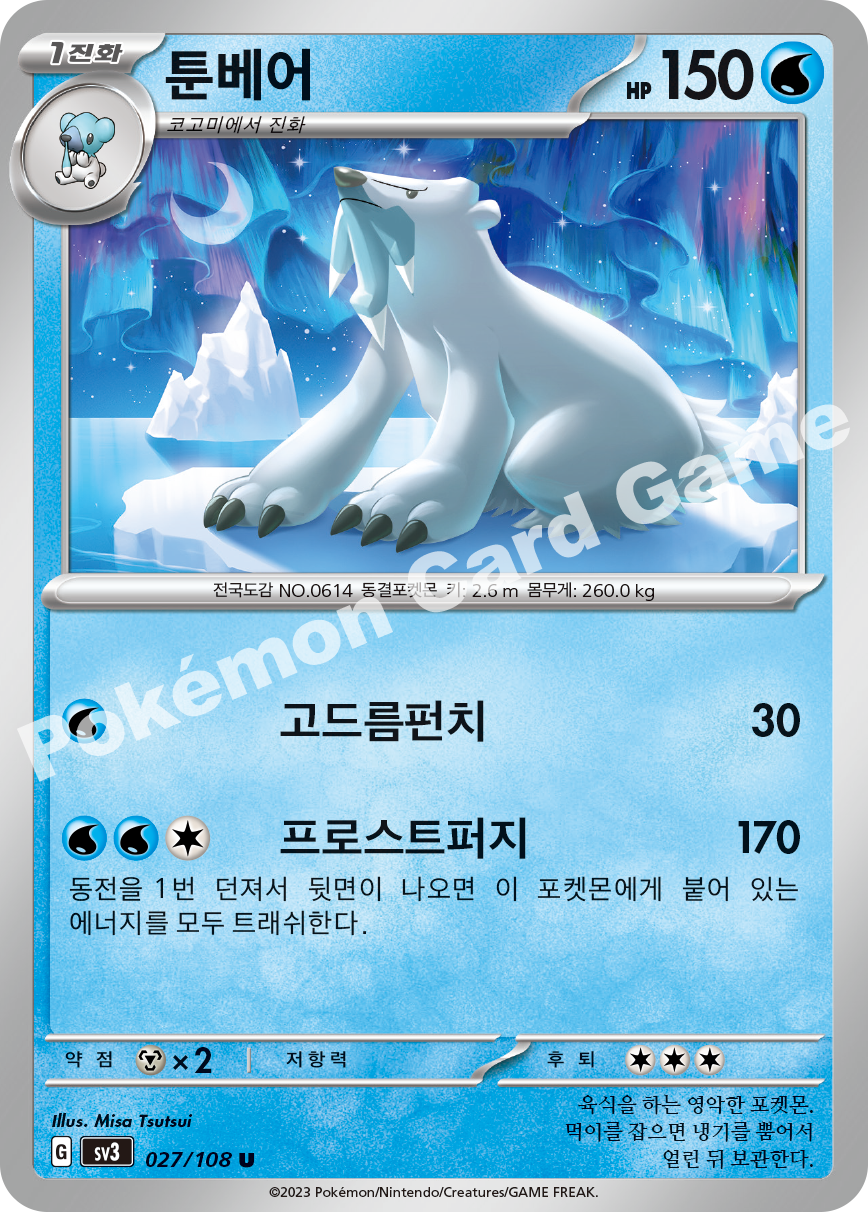 1진화
툰베어
HP 150
코고미에서 진화
전국도감 NO.0614 동결포켓몬 키: 2.6 m 몸무게: 260.0 kg
Pokémon Card Game
고드름펀치 30
프로스트퍼지 170
동전을 1번 던져서 뒷면이 나오면 이 포켓몬에게 붙어 있는
에너지를 모두 트래쉬한다.
약점 ×2 저항력 후퇴
Illus. Misa Tsutsui
육식을 하는 영악한 포켓몬.
먹이를 잡으면 냉기를 뿜어서
열린 뒤 보관한다.
G sv3 027/108 U
©2023 Pokémon/Nintendo/Creatures/GAME FREAK.